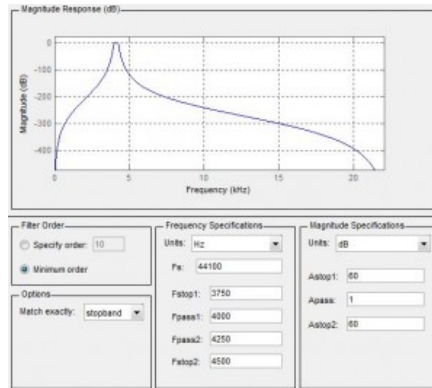 Magnitude Response (dB)
0
-100
-200
-300
-400
Magnitude (dB)
0
5
10
15
20
Frequency (kHz)
Filter Order
Specify order: 10
Minimum order
Options
Match exactly: stopband
Frequency Specifications
Units: Hz
Fs: 44100
Fstop1: 3750
Fpass1: 4000
Fpass2: 4250
Fstop2: 4500
Magnitude Specifications
Units: dB
Astop1: 60
Apass: 1
Astop2: 60